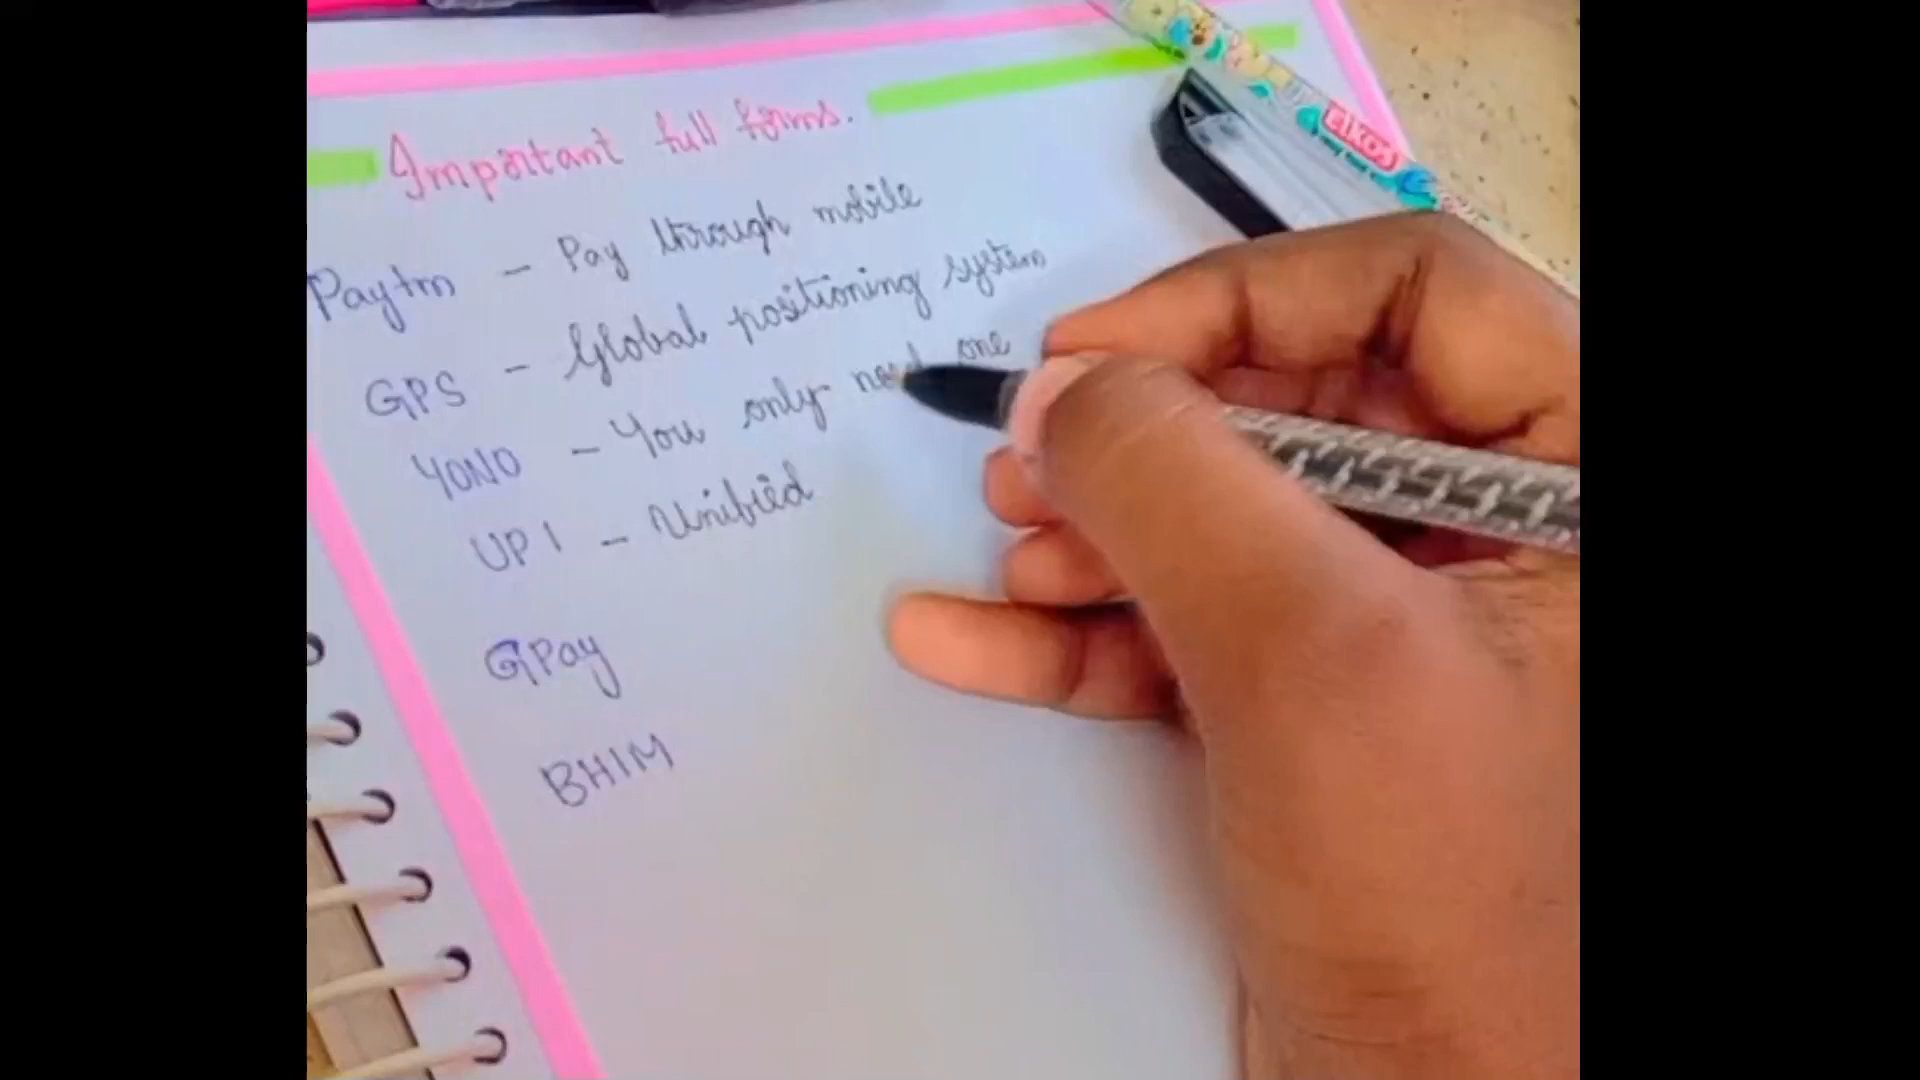 Important full forms.
Paytm - Pay through mobile
GPS - Global positioning system
YONO - You only need one
UPI - Unified
GPay
BHIM
Elkos